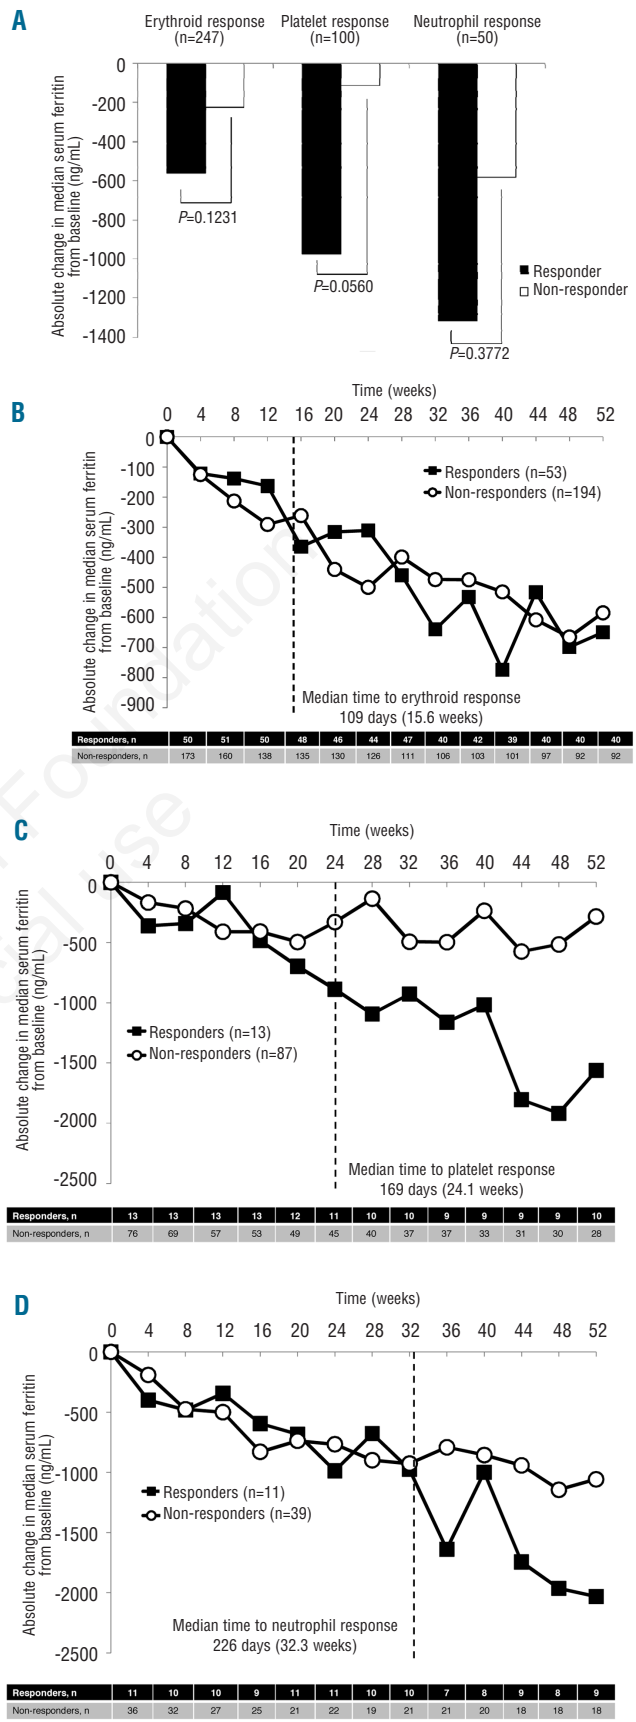 A
Erythroid response
(n=247)
Platelet response
(n=100)
Neutrophil response
(n=50)
Absolute change in median serum ferritin
from baseline (ng/mL)
0
-200
-400
-600
-800
-1000
-1200
-1400
P=0.1231
P=0.0560
P=0.3772
Responder
Non-responder
B
Time (weeks)
0 4 8 12 16 20 24 28 32 36 40 44 48 52
Absolute change in median serum ferritin
from baseline (ng/mL)
0
-100
-200
-300
-400
-500
-600
-700
-800
-900
Responders (n=53)
Non-responders (n=194)
Median time to erythroid response
109 days (15.6 weeks)
Responders, n 50 51 50 48 46 44 47 40 42 39 40 40 40
Non-responders, n 173 160 138 135 130 126 111 106 103 101 97 92 92
C
Time (weeks)
0 4 8 12 16 20 24 28 32 36 40 44 48 52
Absolute change in median serum ferritin
from baseline (ng/mL)
0
-500
-1000
-1500
-2000
-2500
Responders (n=13)
Non-responders (n=87)
Median time to platelet response
169 days (24.1 weeks)
Responders, n 13 13 13 13 12 11 10 10 9 9 9 9 10
Non-responders, n 76 69 57 53 49 45 40 37 37 33 31 30 28
D
Time (weeks)
0 4 8 12 16 20 24 28 32 36 40 44 48 52
Absolute change in median serum ferritin
from baseline (ng/mL)
0
-500
-1000
-1500
-2000
-2500
Responders (n=11)
Non-responders (n=39)
Median time to neutrophil response
226 days (32.3 weeks)
Responders, n 11 10 10 9 11 11 10 10 7 8 9 8 9
Non-responders, n 36 32 27 25 21 22 19 21 21 20 18 18 18
Foundation
use